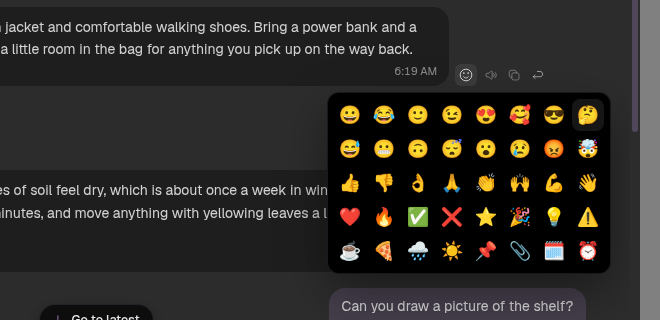 jacket and comfortable walking shoes. Bring a power bank and a
a little room in the bag for anything you pick up on the way back.
6:19 AM
es of soil feel dry, which is about once a week in win
inutes, and move anything with yellowing leaves a l
Can you draw a picture of the shelf?
Go to latest